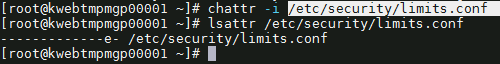 [root@kwebtmpmgp00001 ~]# chattr -i /etc/security/limits.conf
[root@kwebtmpmgp00001 ~]# lsattr /etc/security/limits.conf
-------------e- /etc/security/limits.conf
[root@kwebtmpmgp00001 ~]#